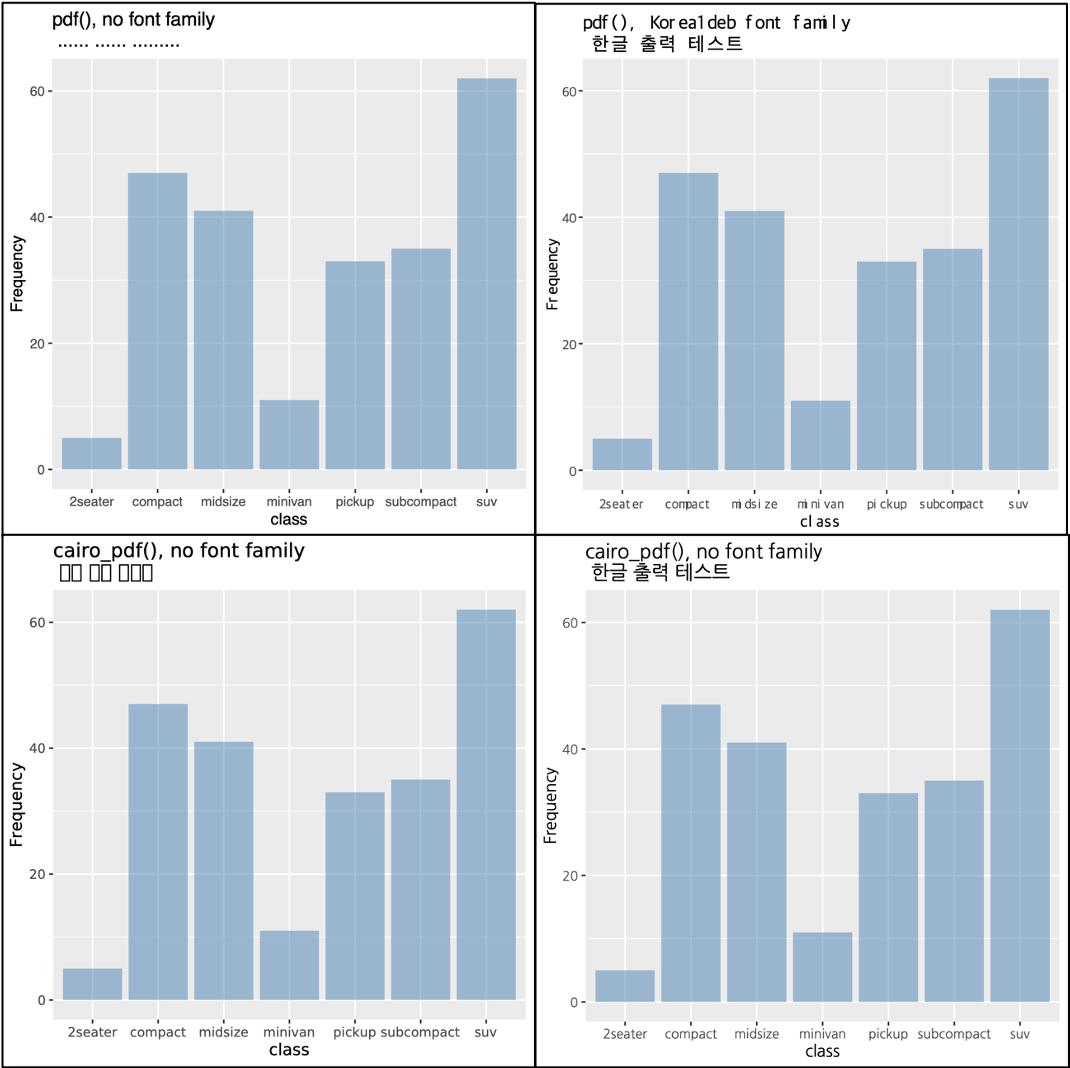 pdf(), no font family
...... ...... .........
60
40
20
0
Frequency
2seater compact midsize minivan pickup subcompact suv
class
pdf(), Korea1deb font family
한글 출력 테스트
60
40
20
0
Frequency
2seater compact midsize minivan pickup subcompact suv
class
cairo_pdf(), no font family
□□ □□ □□□
60
40
20
0
Frequency
2seater compact midsize minivan pickup subcompact suv
class
cairo_pdf(), no font family
한글 출력 테스트
60
40
20
0
Frequency
2seater compact midsize minivan pickup subcompact suv
class